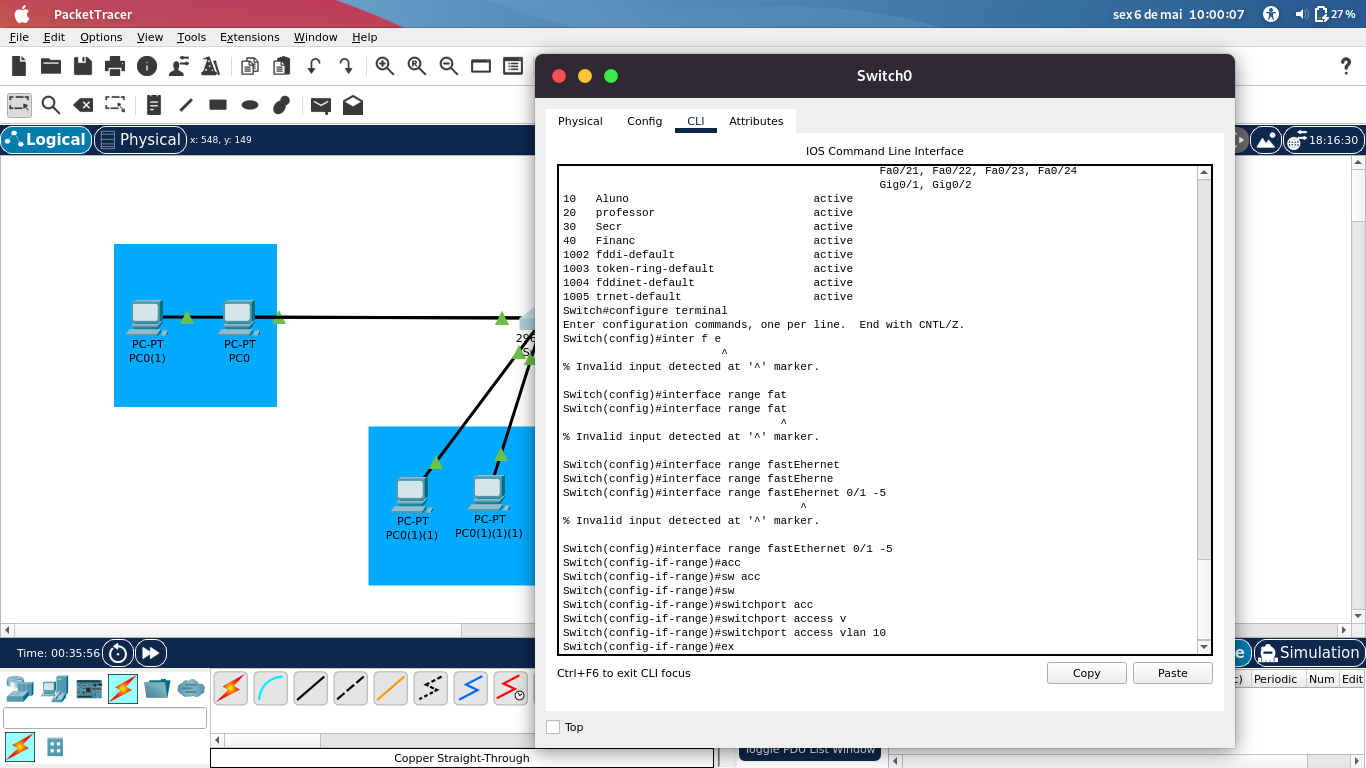 PacketTracer
sex 6 de mai 10:00:07
27 %
File Edit Options View Tools Extensions Window Help
?
Switch0
Logical
Physical
x: 548, y: 149
18:16:30
Physical Config CLI Attributes
IOS Command Line Interface
Fa0/21, Fa0/22, Fa0/23, Fa0/24
Gig0/1, Gig0/2
10 Aluno active
20 professor active
30 Secr active
40 Financ active
1002 fddi-default active
1003 token-ring-default active
1004 fddinet-default active
1005 trnet-default active
Switch#configure terminal
Enter configuration commands, one per line. End with CNTL/Z.
Switch(config)#inter f e
^
% Invalid input detected at '^' marker.
Switch(config)#interface range fat
Switch(config)#interface range fat
^
% Invalid input detected at '^' marker.
Switch(config)#interface range fastEhernet
Switch(config)#interface range fastEherne
Switch(config)#interface range fastEhernet 0/1 -5
^
% Invalid input detected at '^' marker.
Switch(config)#interface range fastEthernet 0/1 -5
Switch(config-if-range)#acc
Switch(config-if-range)#sw acc
Switch(config-if-range)#sw
Switch(config-if-range)#switchport acc
Switch(config-if-range)#switchport access v
Switch(config-if-range)#switchport access vlan 10
Switch(config-if-range)#ex
Ctrl+F6 to exit CLI focus
Copy
Paste
Top
PC-PT
PC0(1)
PC-PT
PC0
296
S
PC-PT
PC0(1)(1)
PC-PT
PC0(1)(1)(1)
Time: 00:35:56
e
Simulation
c) Periodic Num Edit
Copper Straight-Through
Toggle PDU List Window